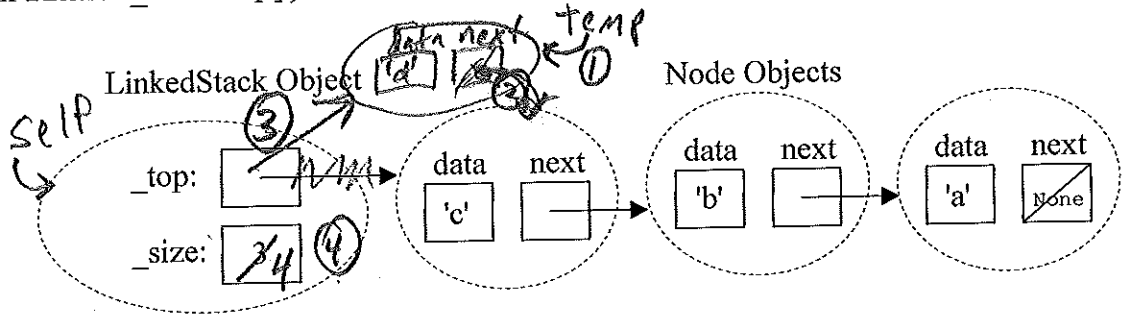 temp
data next
'd'
①
LinkedStack Object
②
Node Objects
self
③
_top:
data next
data next
data next
'c'
'b'
'a'
None
_size:
3 4
④